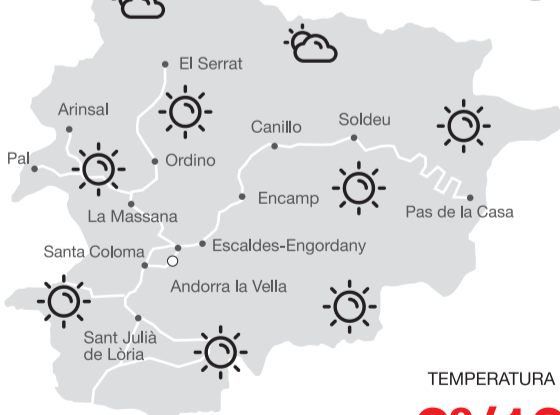 El Serrat
Arinsal
Canillo
Soldeu
Pal
Ordino
Encamp
La Massana
Pas de la Casa
Santa Coloma
Escaldes-Engordany
Andorra la Vella
Sant Julià
de Lòria
TEMPERATURA